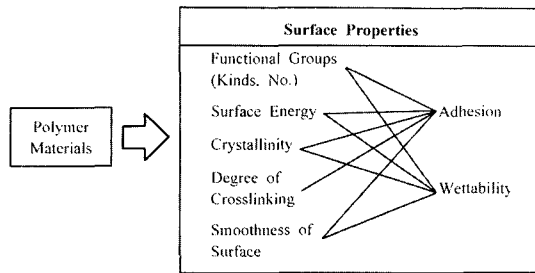 Surface Properties
Functional Groups
(Kinds, No.)
Surface Energy
Crystallinity
Degree of
Crosslinking
Smoothness of
Surface
Adhesion
Wettability
Polymer
Materials